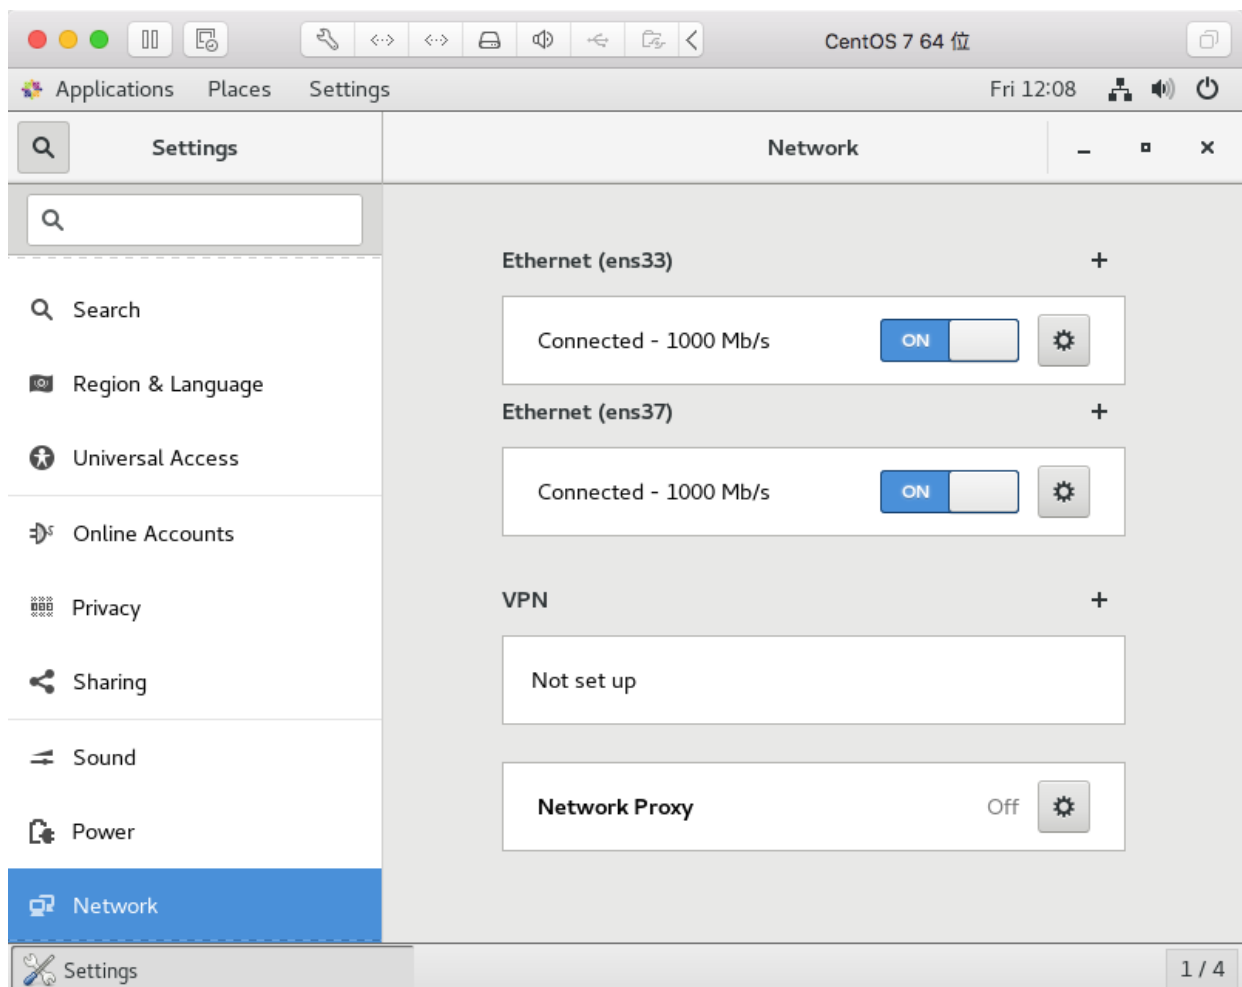 CentOS 7 64 位
Applications Places Settings Fri 12:08
Settings Network
Ethernet (ens33)
Search
Connected - 1000 Mb/s ON
Region & Language
Ethernet (ens37)
Universal Access
Connected - 1000 Mb/s ON
Online Accounts
VPN
Privacy
Not set up
Sharing
Sound
Network Proxy Off
Power
Network
Settings 1 / 4